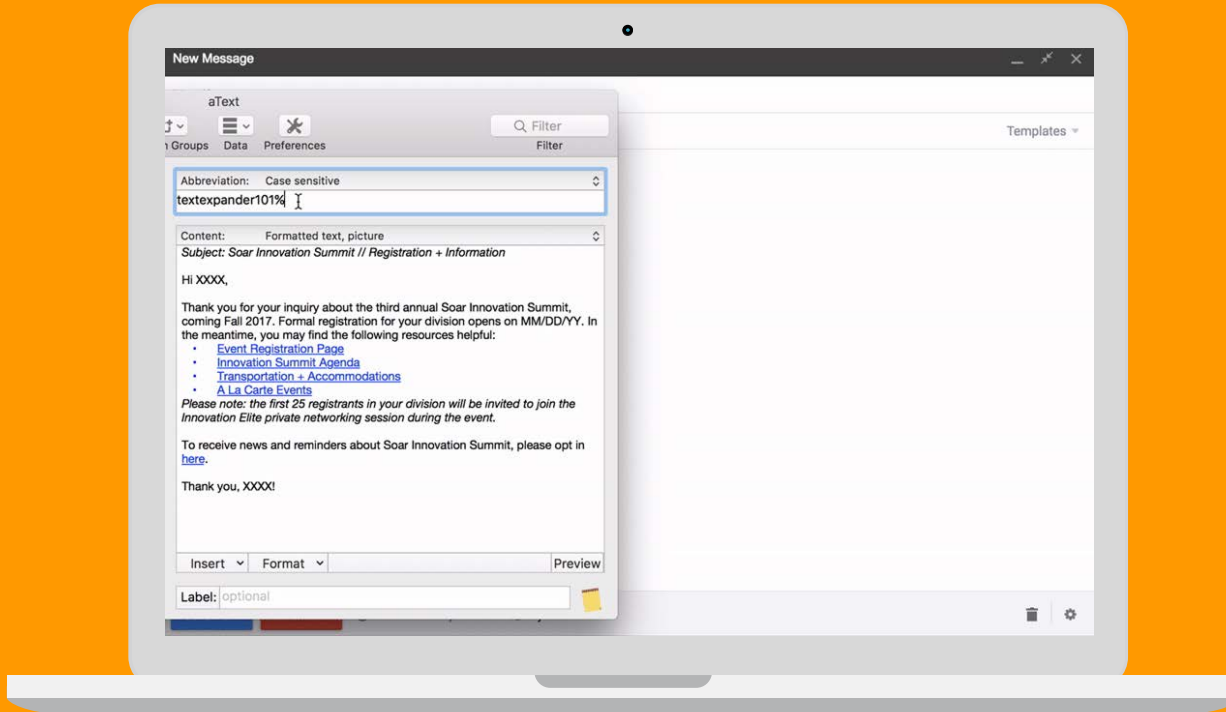 New Message
aText
Groups Data Preferences
Filter
Filter
Templates
Abbreviation: Case sensitive
textexpander101%
Content: Formatted text, picture
Subject: Soar Innovation Summit // Registration + Information
Hi XXXX,
Thank you for your inquiry about the third annual Soar Innovation Summit,
coming Fall 2017. Formal registration for your division opens on MM/DD/YY. In
the meantime, you may find the following resources helpful:
• Event Registration Page
• Innovation Summit Agenda
• Transportation + Accommodations
• A La Carte Events
Please note: the first 25 registrants in your division will be invited to join the
Innovation Elite private networking session during the event.
To receive news and reminders about Soar Innovation Summit, please opt in
here.
Thank you, XXXX!
Insert Format Preview
Label: optional